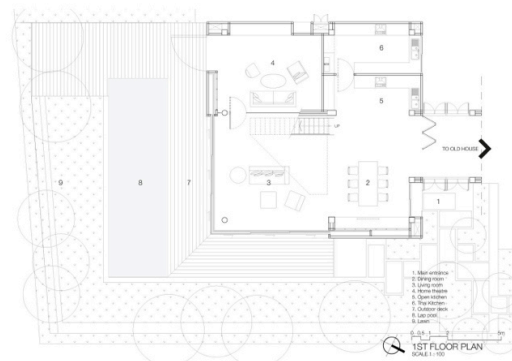 4
6
5
TO OLD HOUSE
9
8
7
3
2
1
1. Main entrance
2. Dining room
3. Living room
4. Home theatre
5. Open kitchen
6. Thai Kitchen
7. Outdoor deck
8. Lap pool
9. Lawn
1ST FLOOR PLAN
SCALE 1 : 100